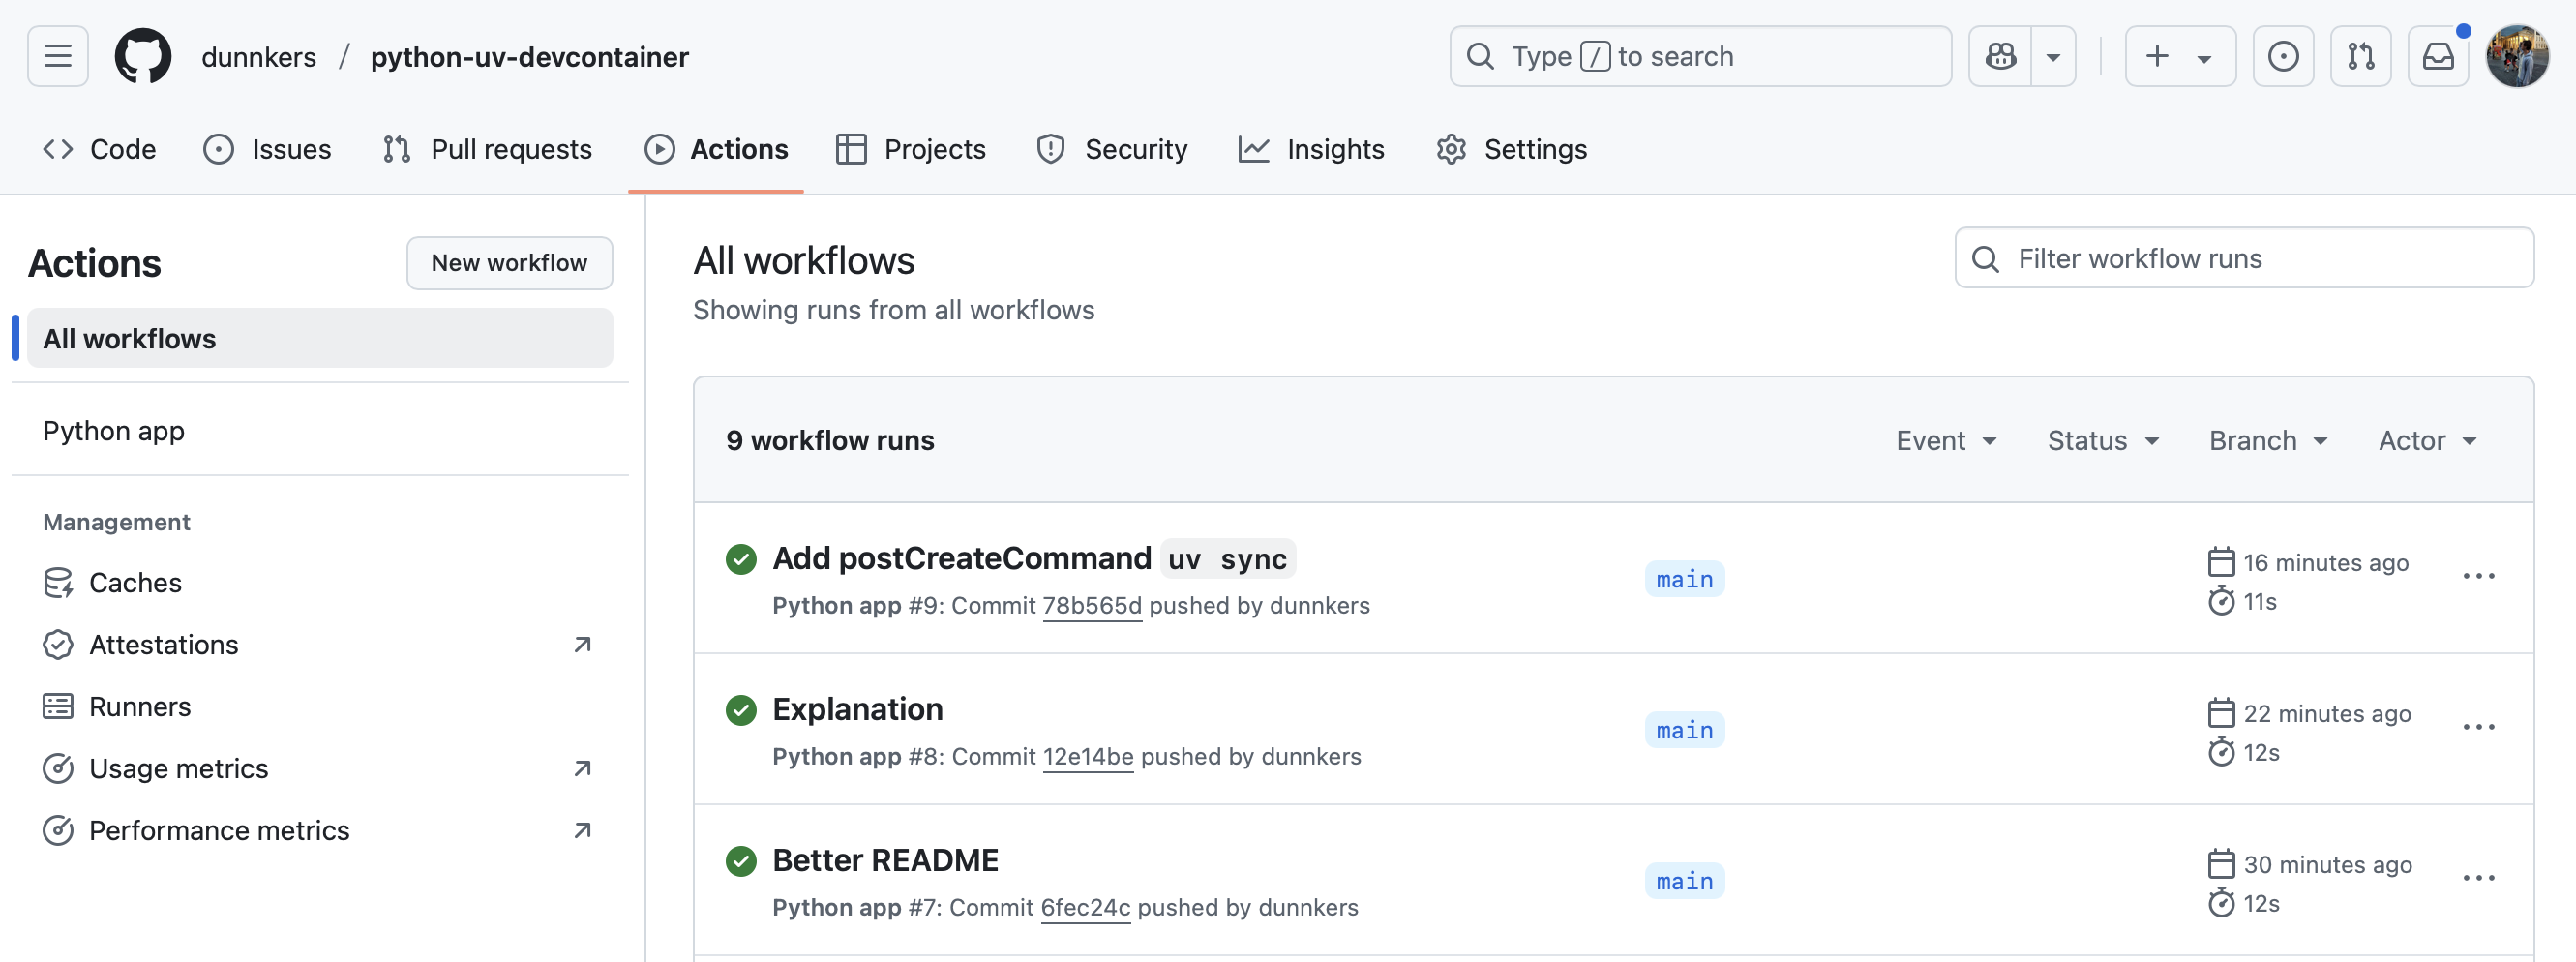 dunnkers / python-uv-devcontainer
Type / to search
Code Issues Pull requests Actions Projects Security Insights Settings
Actions
New workflow
All workflows
Python app
Management
Caches
Attestations
Runners
Usage metrics
Performance metrics
All workflows
Showing runs from all workflows
Filter workflow runs
9 workflow runs
Event Status Branch Actor
Add postCreateCommand uv sync
Python app #9: Commit 78b565d pushed by dunnkers
main
16 minutes ago
11s
Explanation
Python app #8: Commit 12e14be pushed by dunnkers
main
22 minutes ago
12s
Better README
Python app #7: Commit 6fec24c pushed by dunnkers
main
30 minutes ago
12s